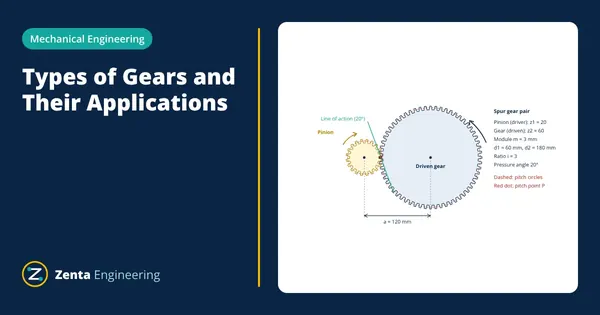 Mechanical Engineering
Types of Gears and
Their Applications
Zenta Engineering
Line of action (20°)
Pinion
Driven gear
a = 120 mm
Spur gear pair
Pinion (driver): z1 = 20
Gear (driven): z2 = 60
Module m = 3 mm
d1 = 60 mm, d2 = 180 mm
Ratio i = 3
Pressure angle 20°
Dashed: pitch circles
Red dot: pitch point P